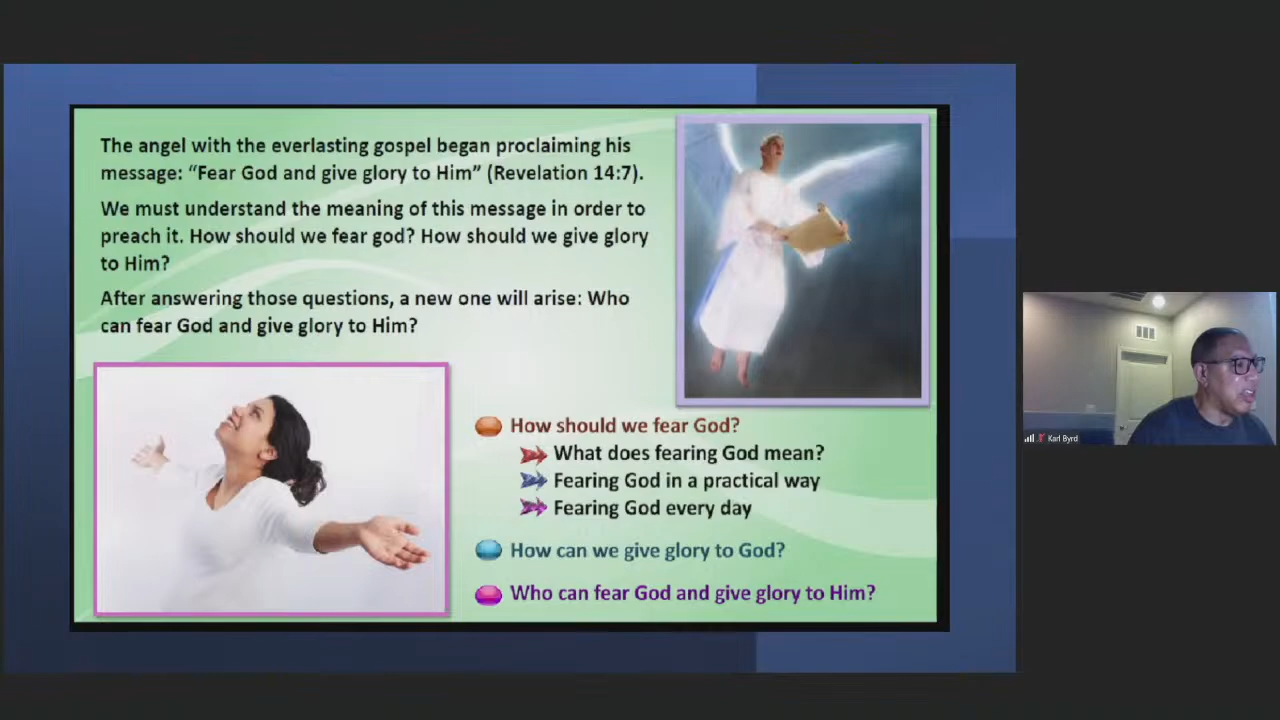 The angel with the everlasting gospel began proclaiming his
message: “Fear God and give glory to Him” (Revelation 14:7).
We must understand the meaning of this message in order to
preach it. How should we fear god? How should we give glory
to Him?
After answering those questions, a new one will arise: Who
can fear God and give glory to Him?
How should we fear God?
What does fearing God mean?
Fearing God in a practical way
Fearing God every day
How can we give glory to God?
Who can fear God and give glory to Him?
Karl Byrd